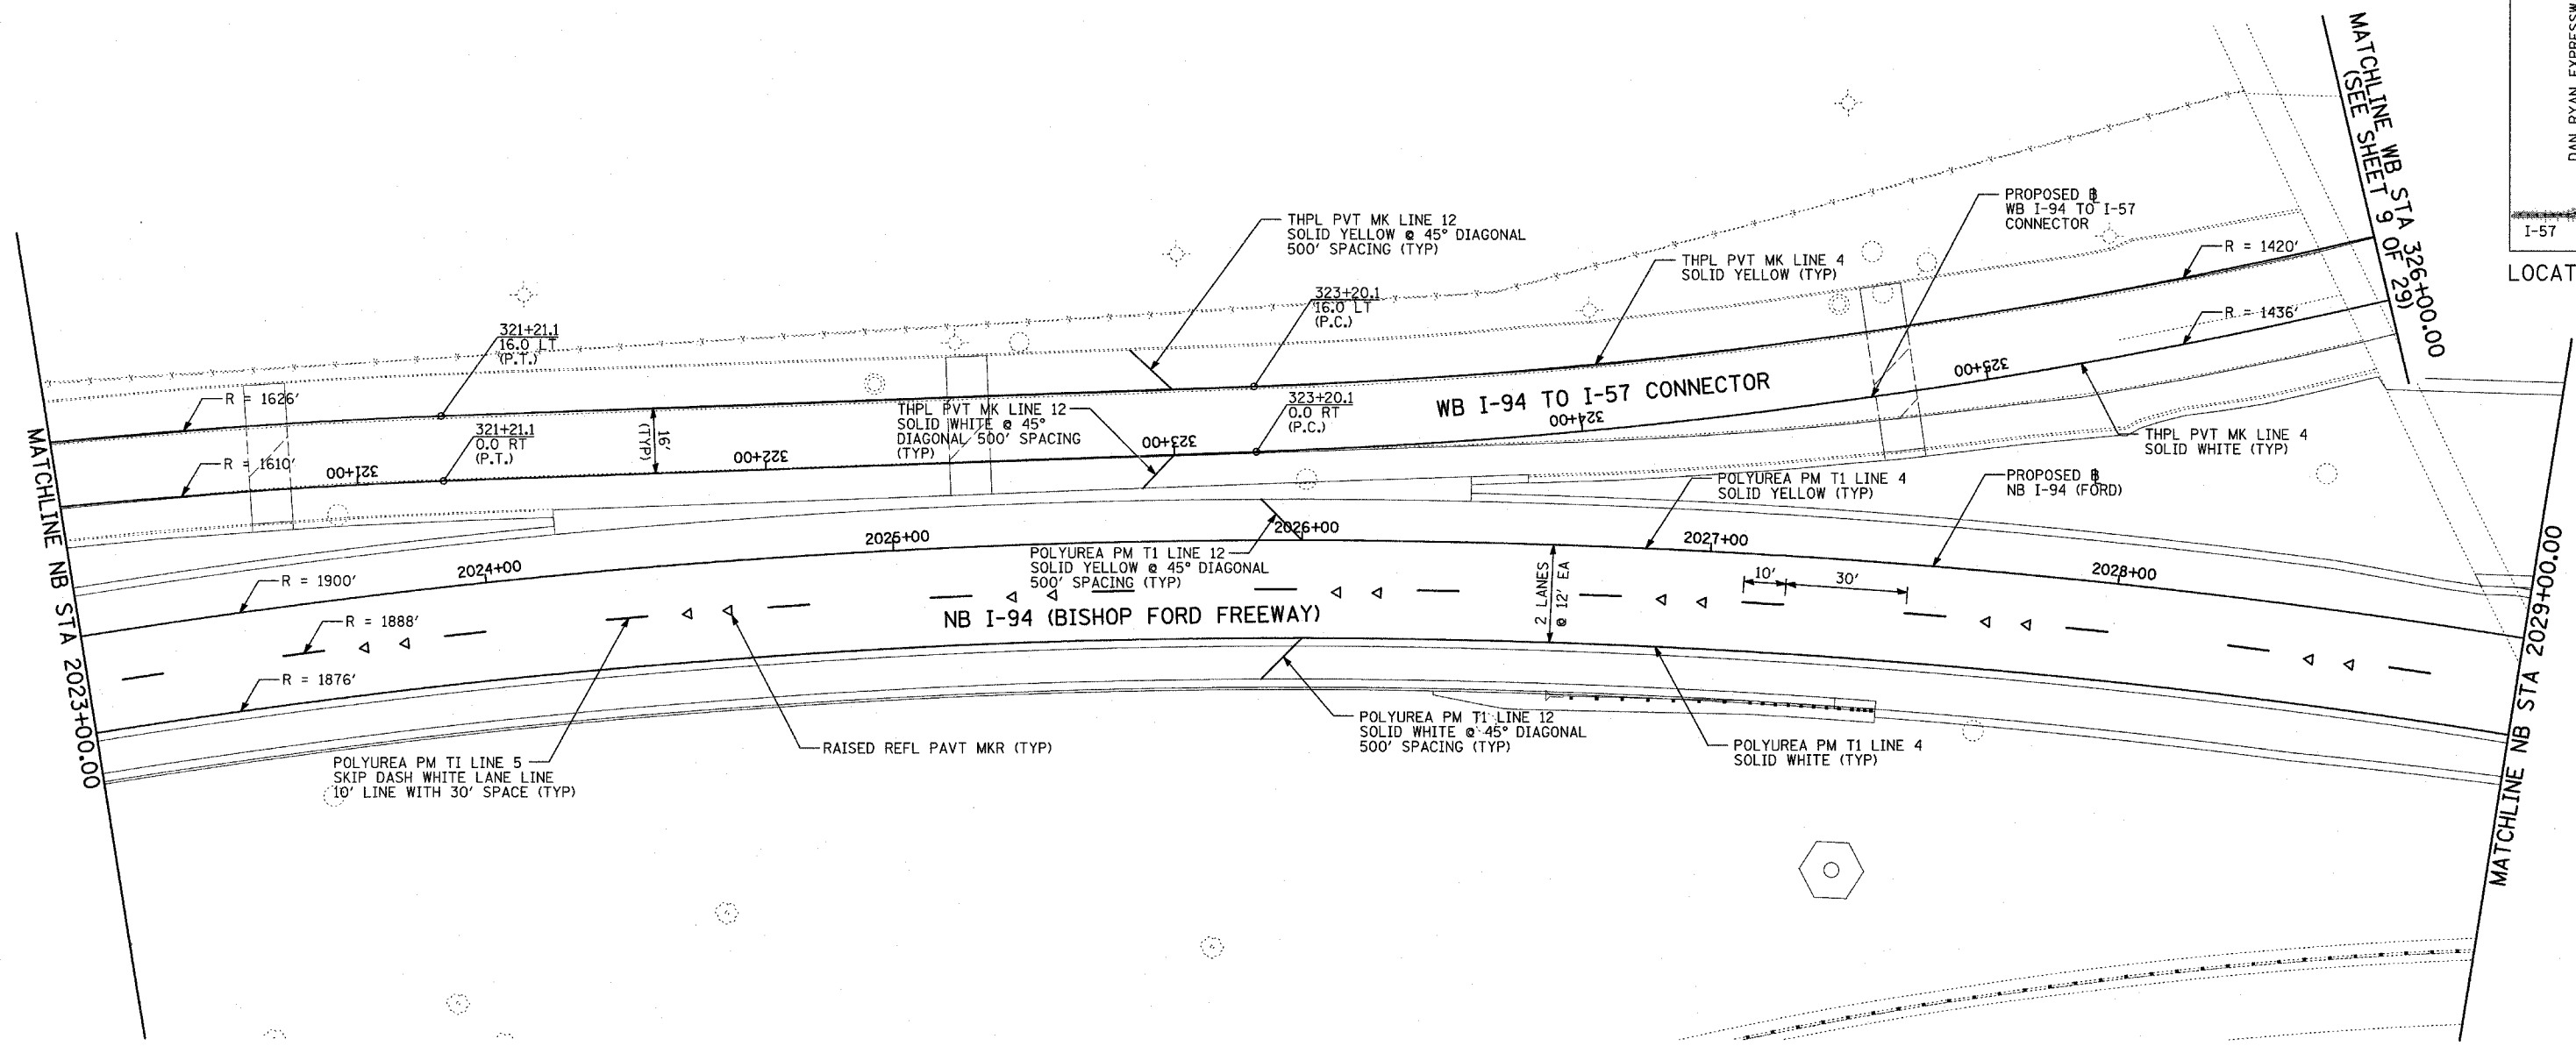 MATCHLINE WB STA 326+00.00
(SEE SHEET 9 OF 29)
DAN RYAN EXPRESSW
I-57
LOCAT
THPL PVT MK LINE 12
SOLID YELLOW @ 45° DIAGONAL
500' SPACING (TYP)
PROPOSED ℄
WB I-94 TO I-57
CONNECTOR
THPL PVT MK LINE 4
SOLID YELLOW (TYP)
R = 1420'
R = 1436'
321+21.1
16.0 LT
(P.T.)
323+20.1
16.0 LT
(P.C.)
R = 1626'
R = 1610'
321+21.1
0.0 RT
(P.T.)
16'
(TYP)
THPL PVT MK LINE 12
SOLID WHITE @ 45°
DIAGONAL 500' SPACING
(TYP)
323+20.1
0.0 RT
(P.C.)
WB I-94 TO I-57 CONNECTOR
321+00
322+00
323+00
324+00
325+00
THPL PVT MK LINE 4
SOLID WHITE (TYP)
POLYUREA PM T1 LINE 4
SOLID YELLOW (TYP)
PROPOSED ℄
NB I-94 (FORD)
MATCHLINE NB STA 2023+00.00
2024+00
2025+00
2026+00
2027+00
2028+00
POLYUREA PM T1 LINE 12
SOLID YELLOW @ 45° DIAGONAL
500' SPACING (TYP)
R = 1900'
R = 1888'
R = 1876'
2 LANES
@ 12' EA
10'
30'
NB I-94 (BISHOP FORD FREEWAY)
POLYUREA PM TI LINE 5
SKIP DASH WHITE LANE LINE
10' LINE WITH 30' SPACE (TYP)
RAISED REFL PAVT MKR (TYP)
POLYUREA PM T1 LINE 12
SOLID WHITE @ 45° DIAGONAL
500' SPACING (TYP)
POLYUREA PM T1 LINE 4
SOLID WHITE (TYP)
MATCHLINE NB STA 2029+00.00